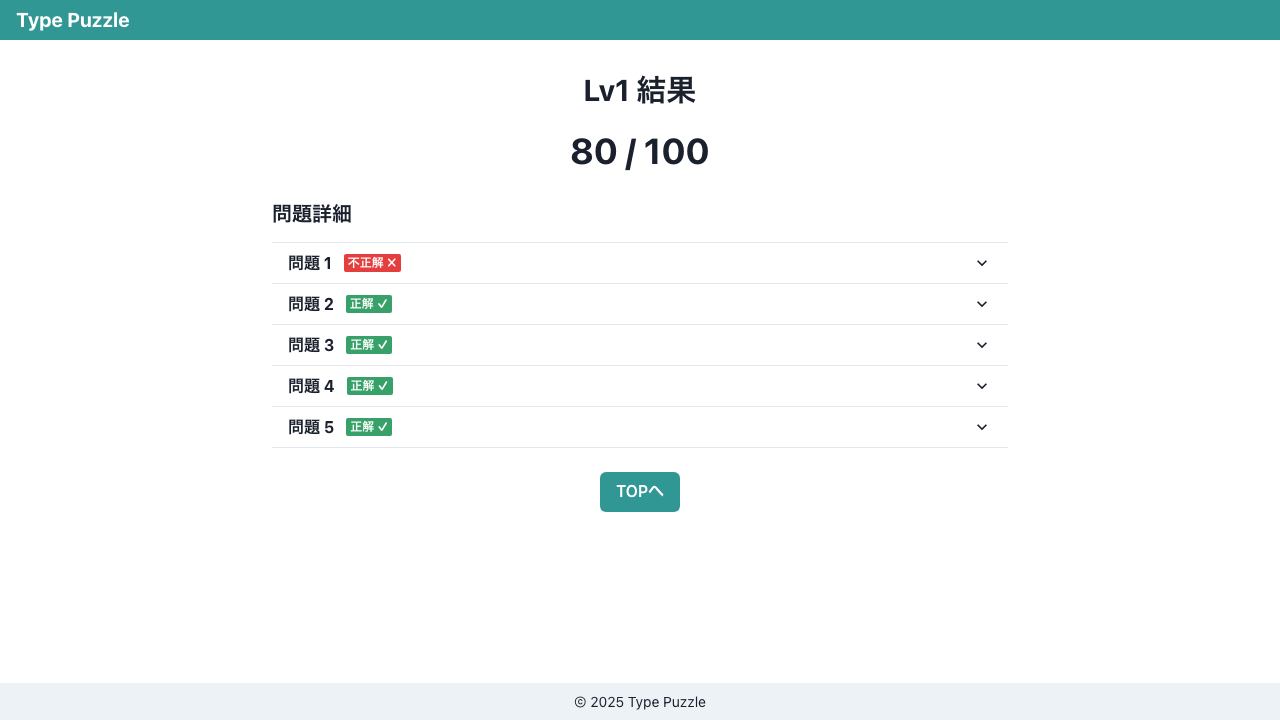 Type Puzzle
Lv1 結果
80 / 100
問題詳細
問題 1 不正解 ✕
問題 2 正解 ✓
問題 3 正解 ✓
問題 4 正解 ✓
問題 5 正解 ✓
TOPへ
© 2025 Type Puzzle